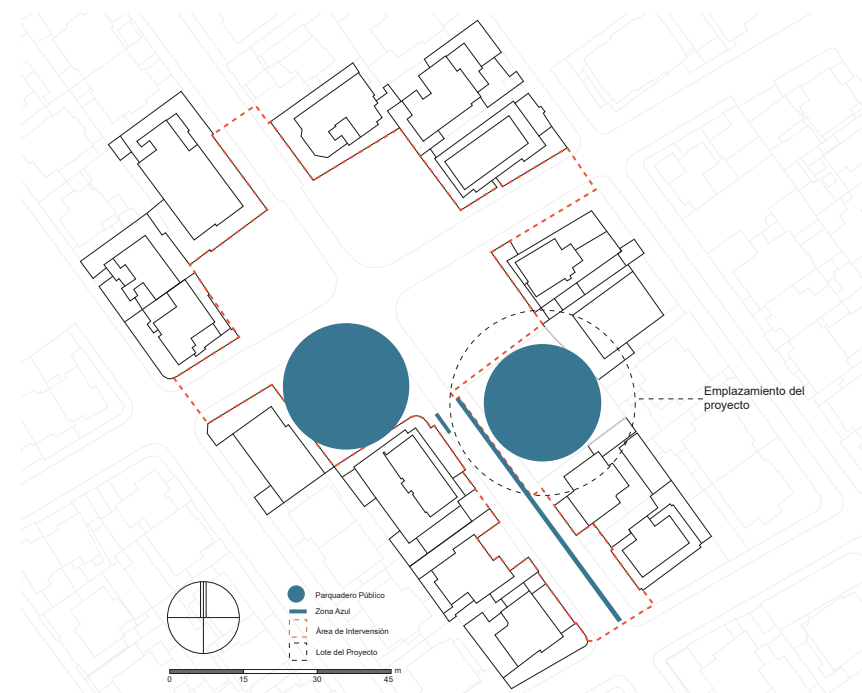 Emplazamiento del
proyecto
Parquadero Público
Zona Azul
Área de Intervensión
Lote del Proyecto
m
0 15 30 45